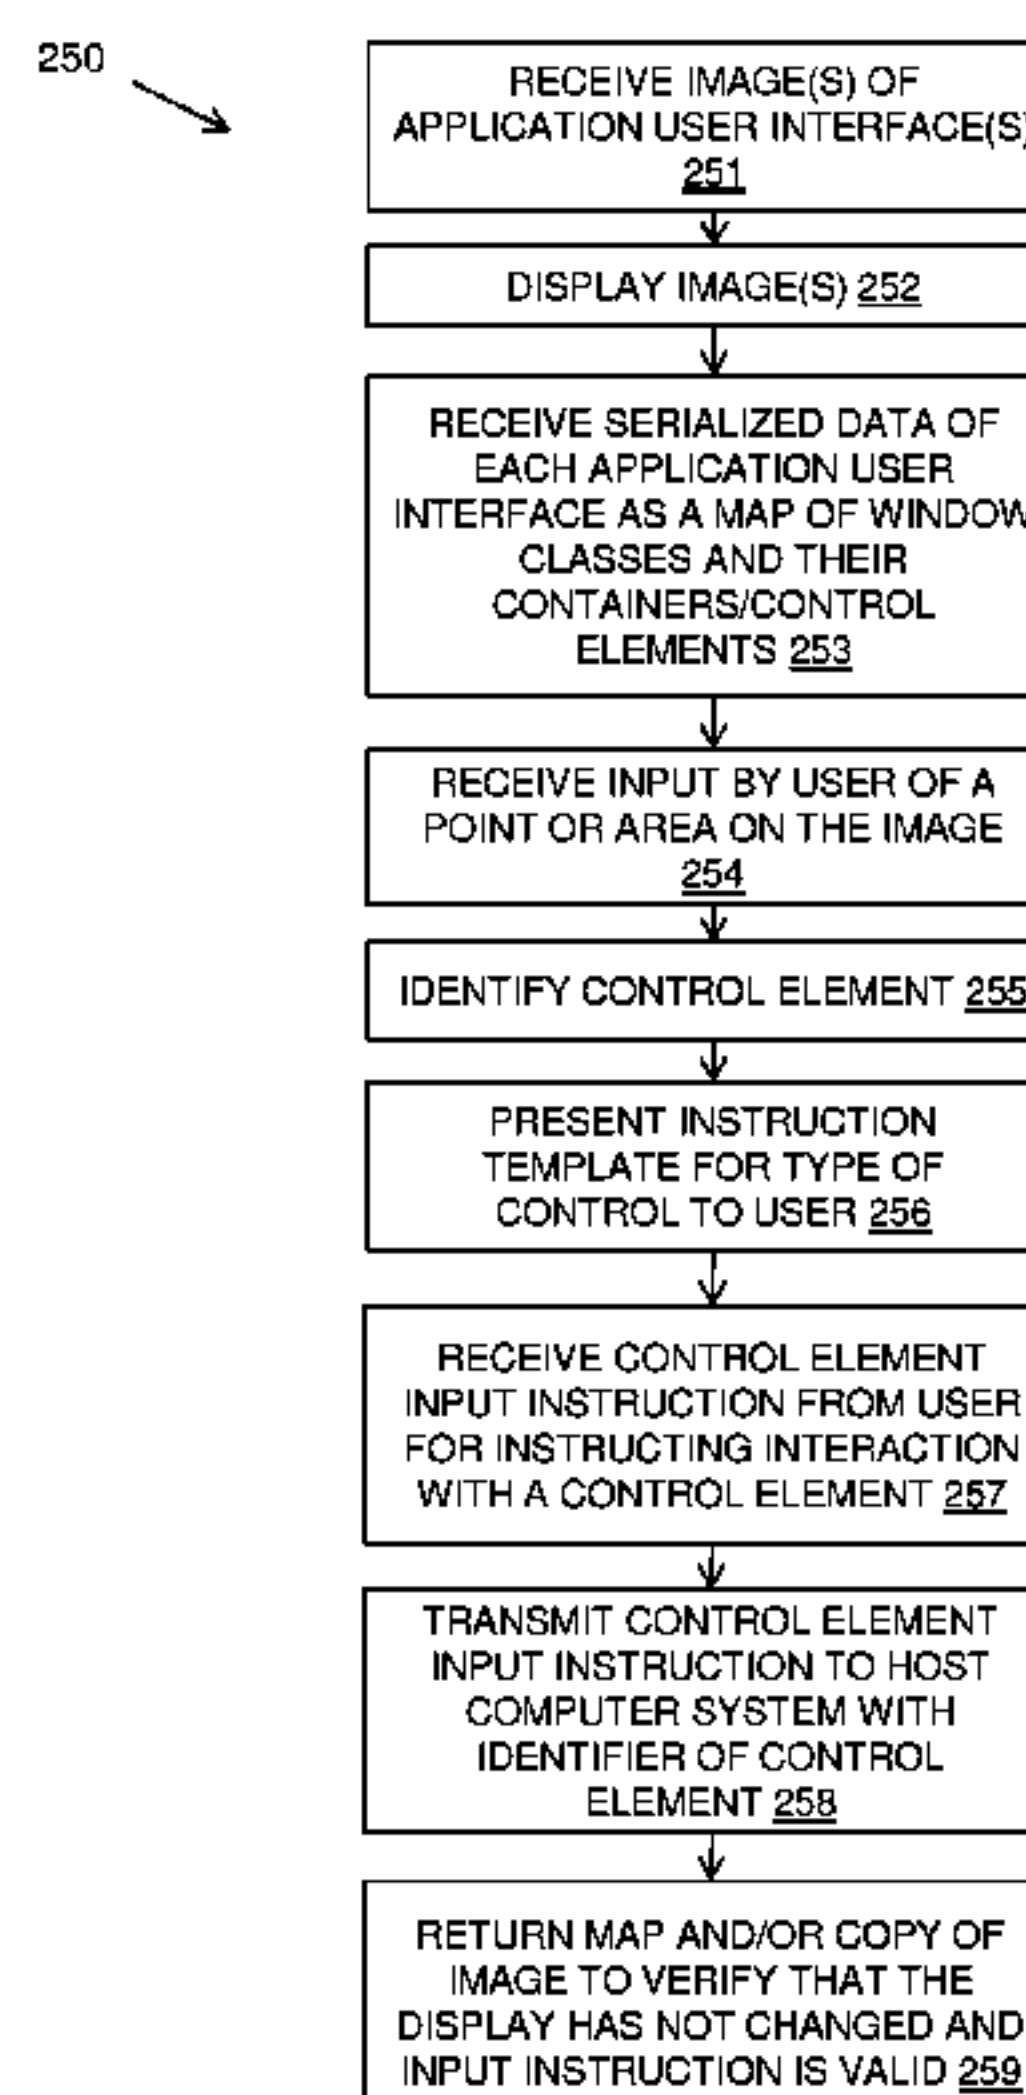 250
RECEIVE IMAGE(S) OF
APPLICATION USER INTERFACE(S)
251
DISPLAY IMAGE(S) 252
RECEIVE SERIALIZED DATA OF
EACH APPLICATION USER
INTERFACE AS A MAP OF WINDOW
CLASSES AND THEIR
CONTAINERS/CONTROL
ELEMENTS 253
RECEIVE INPUT BY USER OF A
POINT OR AREA ON THE IMAGE
254
IDENTIFY CONTROL ELEMENT 255
PRESENT INSTRUCTION
TEMPLATE FOR TYPE OF
CONTROL TO USER 256
RECEIVE CONTROL ELEMENT
INPUT INSTRUCTION FROM USER
FOR INSTRUCTING INTERACTION
WITH A CONTROL ELEMENT 257
TRANSMIT CONTROL ELEMENT
INPUT INSTRUCTION TO HOST
COMPUTER SYSTEM WITH
IDENTIFIER OF CONTROL
ELEMENT 258
RETURN MAP AND/OR COPY OF
IMAGE TO VERIFY THAT THE
DISPLAY HAS NOT CHANGED AND
INPUT INSTRUCTION IS VALID 259